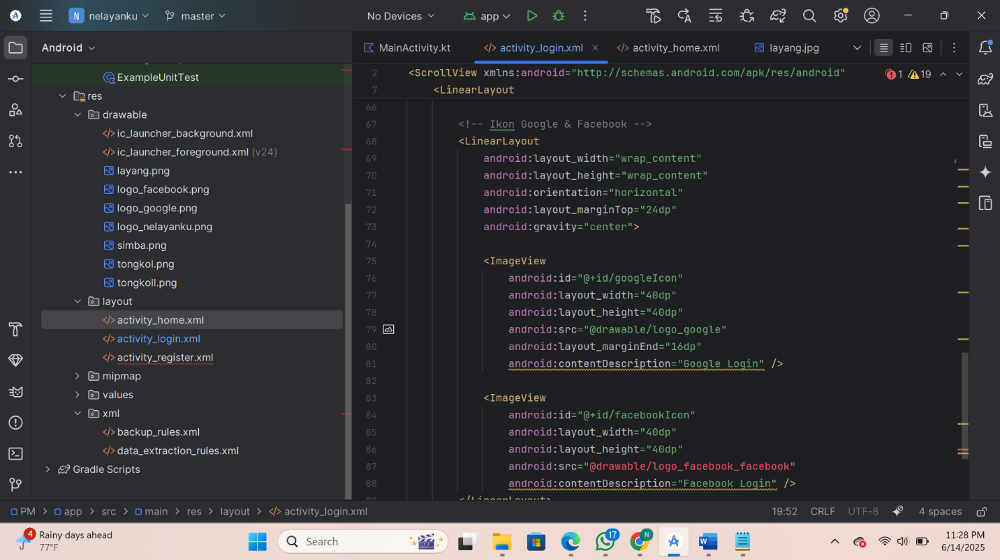 N nelayanku master No Devices app
Android
MainActivity.kt activity_login.xml activity_home.xml layang.jpg
ExampleUnitTest
res
drawable
ic_launcher_background.xml
ic_launcher_foreground.xml (v24)
layang.png
logo_facebook.png
logo_google.png
logo_nelayanku.png
simba.png
tongkol.png
tongkoll.png
layout
activity_home.xml
activity_login.xml
activity_register.xml
mipmap
values
xml
backup_rules.xml
data_extraction_rules.xml
Gradle Scripts
2 <ScrollView xmlns:android="http://schemas.android.com/apk/res/android" 1 19
7 <LinearLayout
66
67 <!-- Ikon Google & Facebook -->
68 <LinearLayout
69 android:layout_width="wrap_content"
70 android:layout_height="wrap_content"
71 android:orientation="horizontal"
72 android:layout_marginTop="24dp"
73 android:gravity="center">
74
75 <ImageView
76 android:id="@+id/googleIcon"
77 android:layout_width="40dp"
78 android:layout_height="40dp"
79 android:src="@drawable/logo_google"
80 android:layout_marginEnd="16dp"
81 android:contentDescription="Google Login" />
82
83 <ImageView
84 android:id="@+id/facebookIcon"
85 android:layout_width="40dp"
86 android:layout_height="40dp"
87 android:src="@drawable/logo_facebook_facebook"
88 android:contentDescription="Facebook Login" />
89 </LinearLayout>
PM > app > src > main > res > layout > activity_login.xml 19:52 CRLF UTF-8 4 spaces
4 Rainy days ahead
77°F
Search
17
N
11:28 PM
6/14/2025